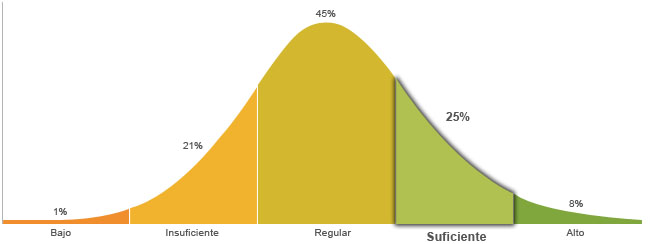 45%
25%
21%
1%
8%
Bajo
Insuficiente
Regular
Suficiente
Alto